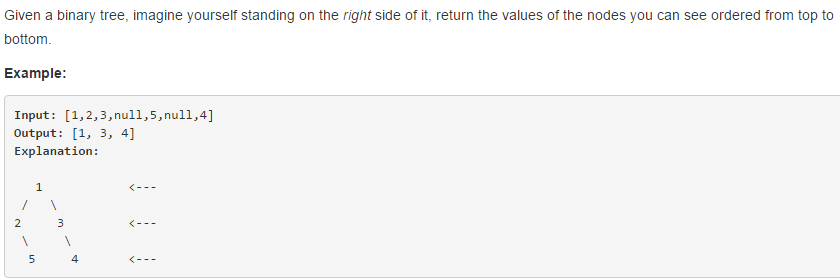 Given a binary tree, imagine yourself standing on the right side of it, return the values of the nodes you can see ordered from top to
bottom.
Example:
Input: [1,2,3,null,5,null,4]
Output: [1, 3, 4]
Explanation:
   1            <---
 /   \
2     3         <---
 \     \
  5     4       <---